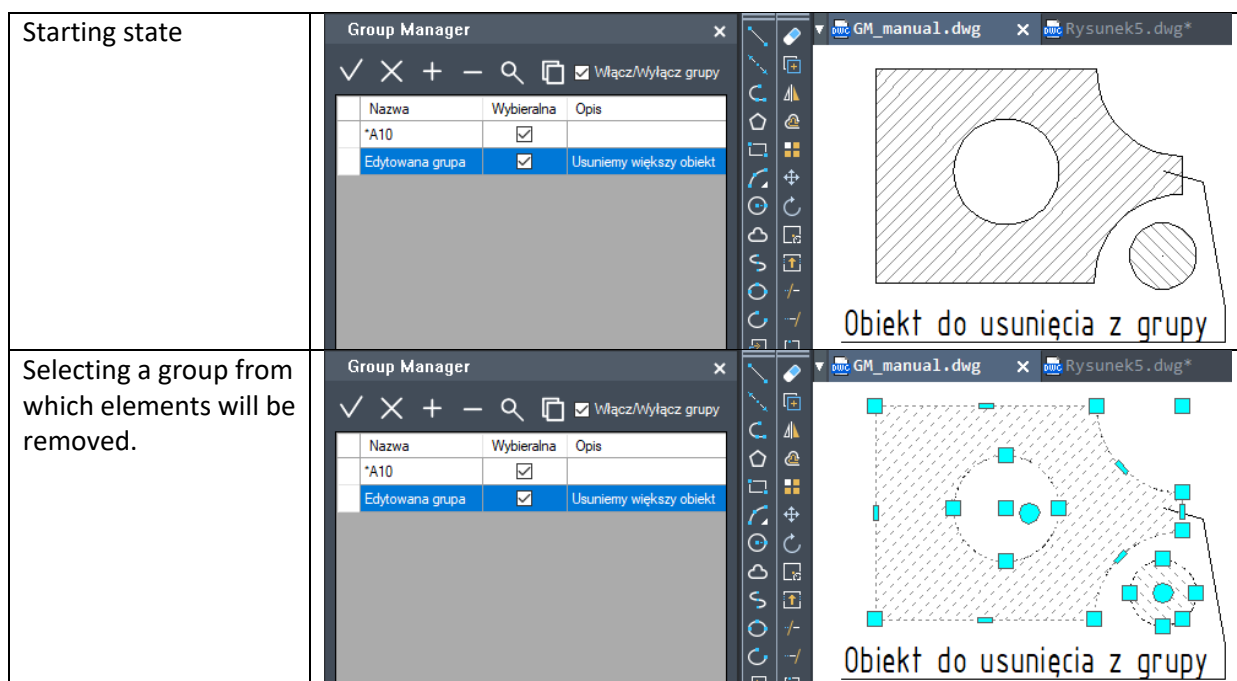 Starting state
Group Manager
GM_manual.dwg
Rysunek5.dwg*
Włącz/Wyłącz grupy
Nazwa Wybieralna Opis
*A10
Edytowana grupa Usuniemy większy obiekt
Obiekt do usunięcia z grupy
Selecting a group from
which elements will be
removed.
Group Manager
GM_manual.dwg
Rysunek5.dwg*
Włącz/Wyłącz grupy
Nazwa Wybieralna Opis
*A10
Edytowana grupa Usuniemy większy obiekt
Obiekt do usunięcia z grupy